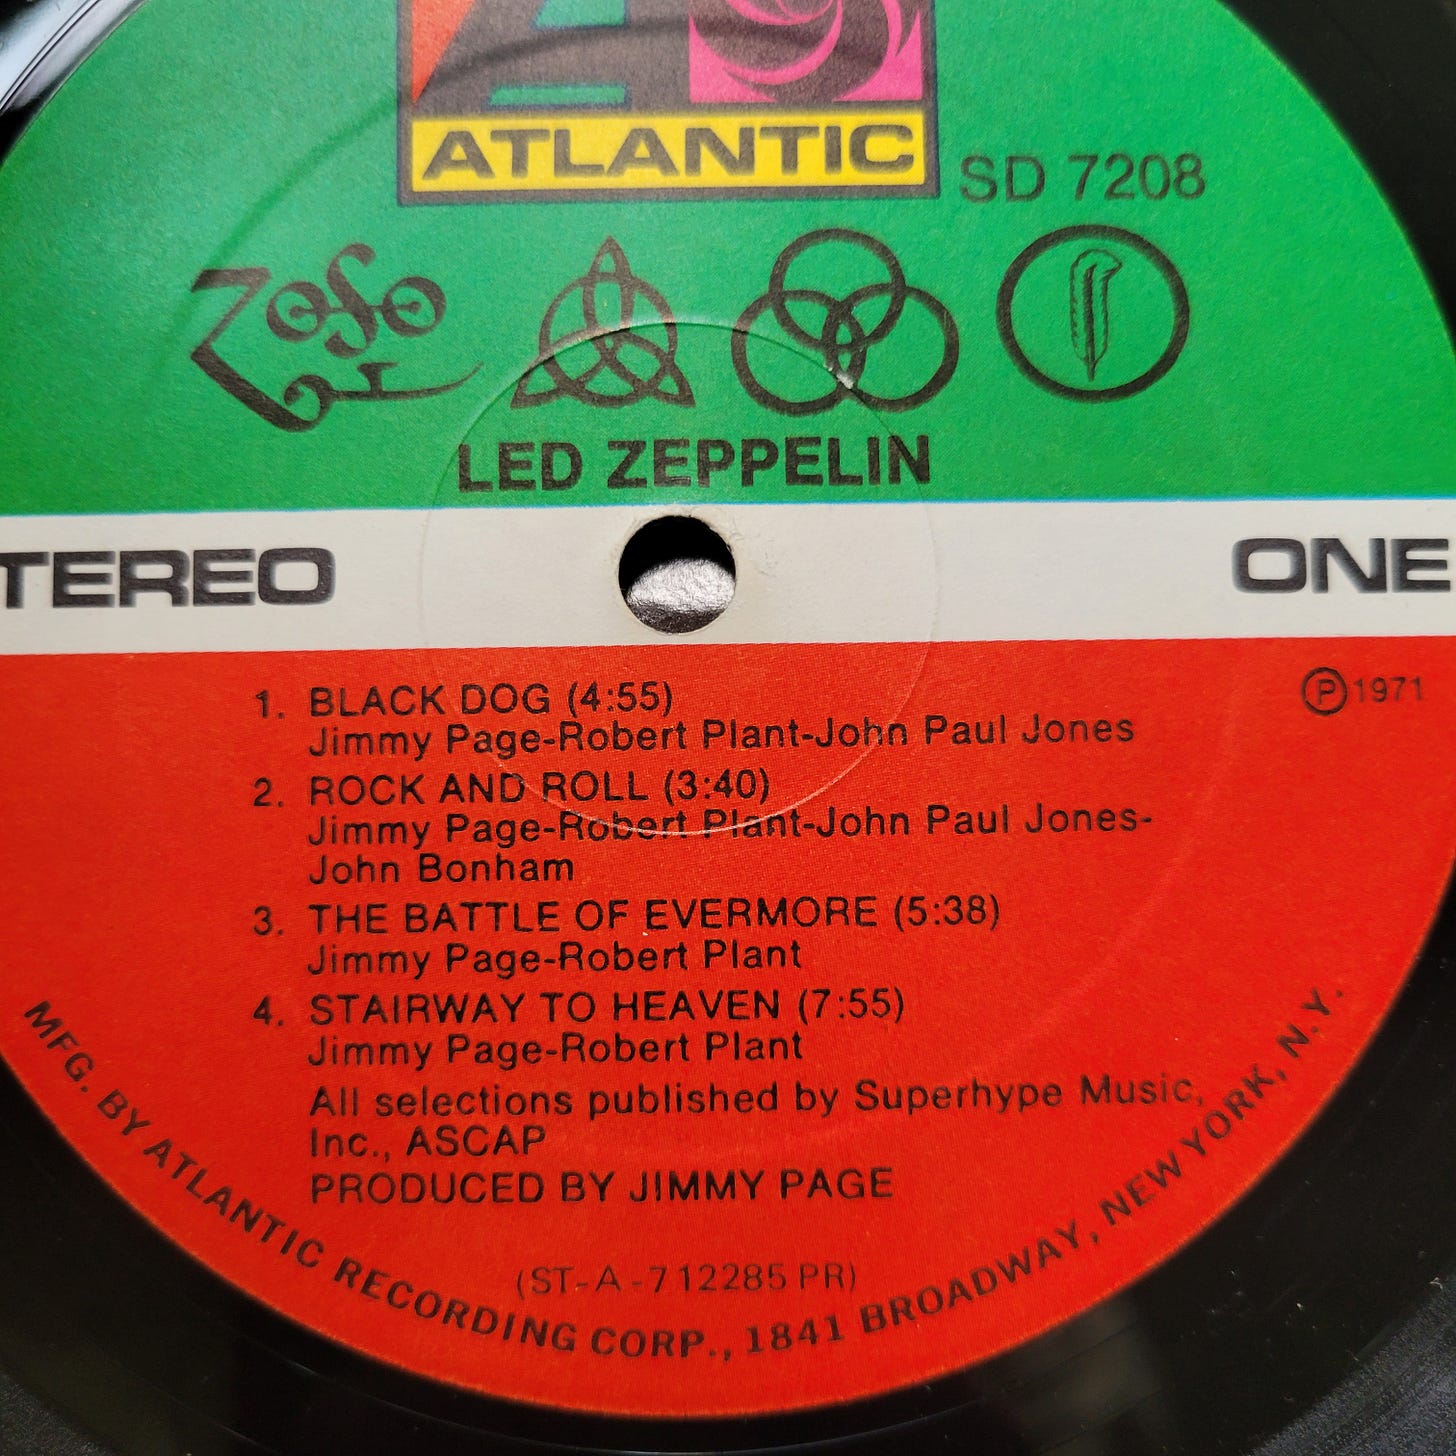 ATLANTIC
SD 7208
LED ZEPPELIN
TEREO
ONE
℗ 1971
1. BLACK DOG (4:55)
Jimmy Page-Robert Plant-John Paul Jones
2. ROCK AND ROLL (3:40)
Jimmy Page-Robert Plant-John Paul Jones-
John Bonham
3. THE BATTLE OF EVERMORE (5:38)
Jimmy Page-Robert Plant
4. STAIRWAY TO HEAVEN (7:55)
Jimmy Page-Robert Plant
All selections published by Superhype Music,
Inc., ASCAP
PRODUCED BY JIMMY PAGE
(ST-A-712285 PR)
MFG. BY ATLANTIC RECORDING CORP., 1841 BROADWAY, NEW YORK, N.Y.